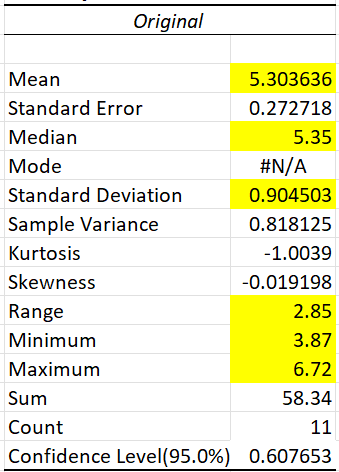 Original
Mean 5.303636
Standard Error 0.272718
Median 5.35
Mode #N/A
Standard Deviation 0.904503
Sample Variance 0.818125
Kurtosis -1.0039
Skewness -0.019198
Range 2.85
Minimum 3.87
Maximum 6.72
Sum 58.34
Count 11
Confidence Level(95.0%) 0.607653